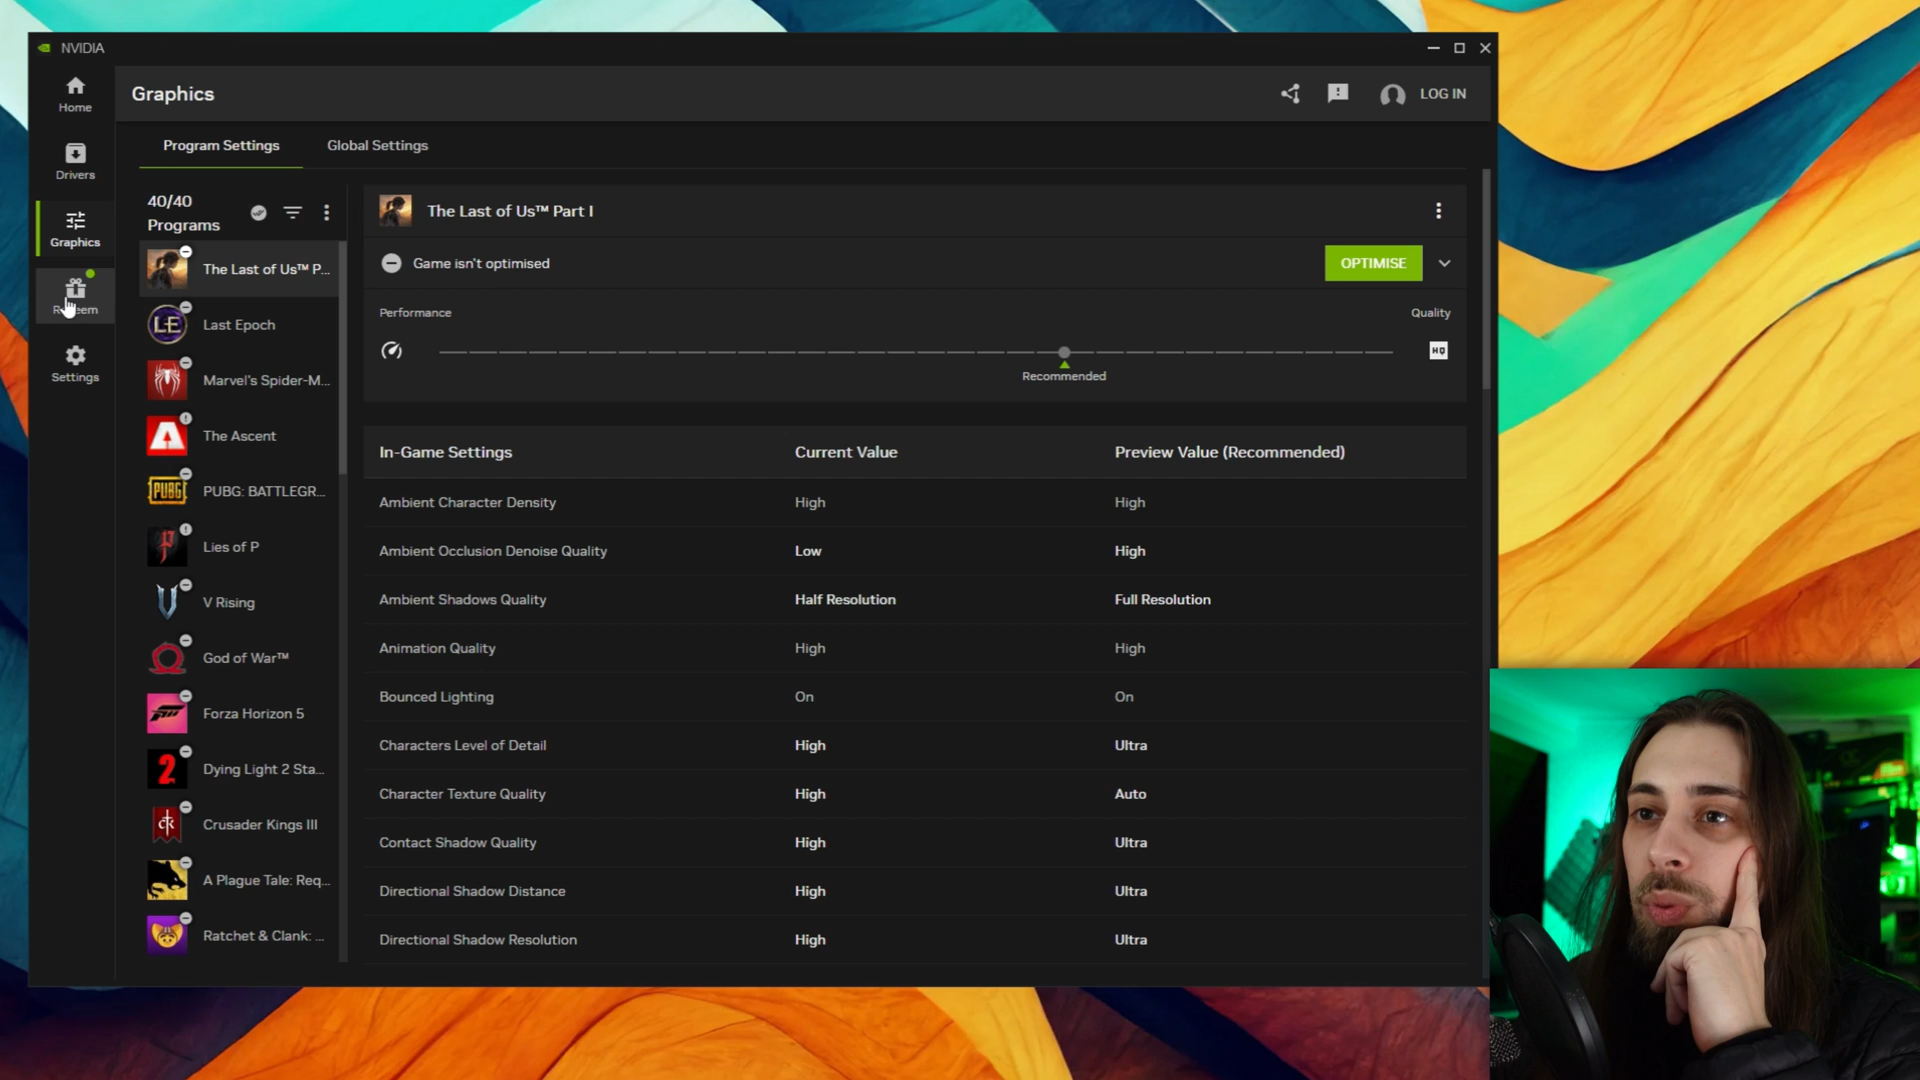 NVIDIA
Home
Drivers
Graphics
Settings
Graphics
LOG IN
Program Settings
Global Settings
40/40
Programs
The Last of Us™ P...
Last Epoch
Marvel's Spider-M...
The Ascent
PUBG: BATTLEGR...
Lies of P
V Rising
God of War™
Forza Horizon 5
Dying Light 2 Sta...
Crusader Kings III
A Plague Tale: Req...
Ratchet & Clank: ...
LE
A
PUBG
P
V
2
The Last of Us™ Part I
Game isn't optimised
OPTIMISE
Performance
Quality
HQ
Recommended
In-Game Settings Current Value Preview Value (Recommended)
Ambient Character Density High High
Ambient Occlusion Denoise Quality Low High
Ambient Shadows Quality Half Resolution Full Resolution
Animation Quality High High
Bounced Lighting On On
Characters Level of Detail High Ultra
Character Texture Quality High Auto
Contact Shadow Quality High Ultra
Directional Shadow Distance High Ultra
Directional Shadow Resolution High Ultra